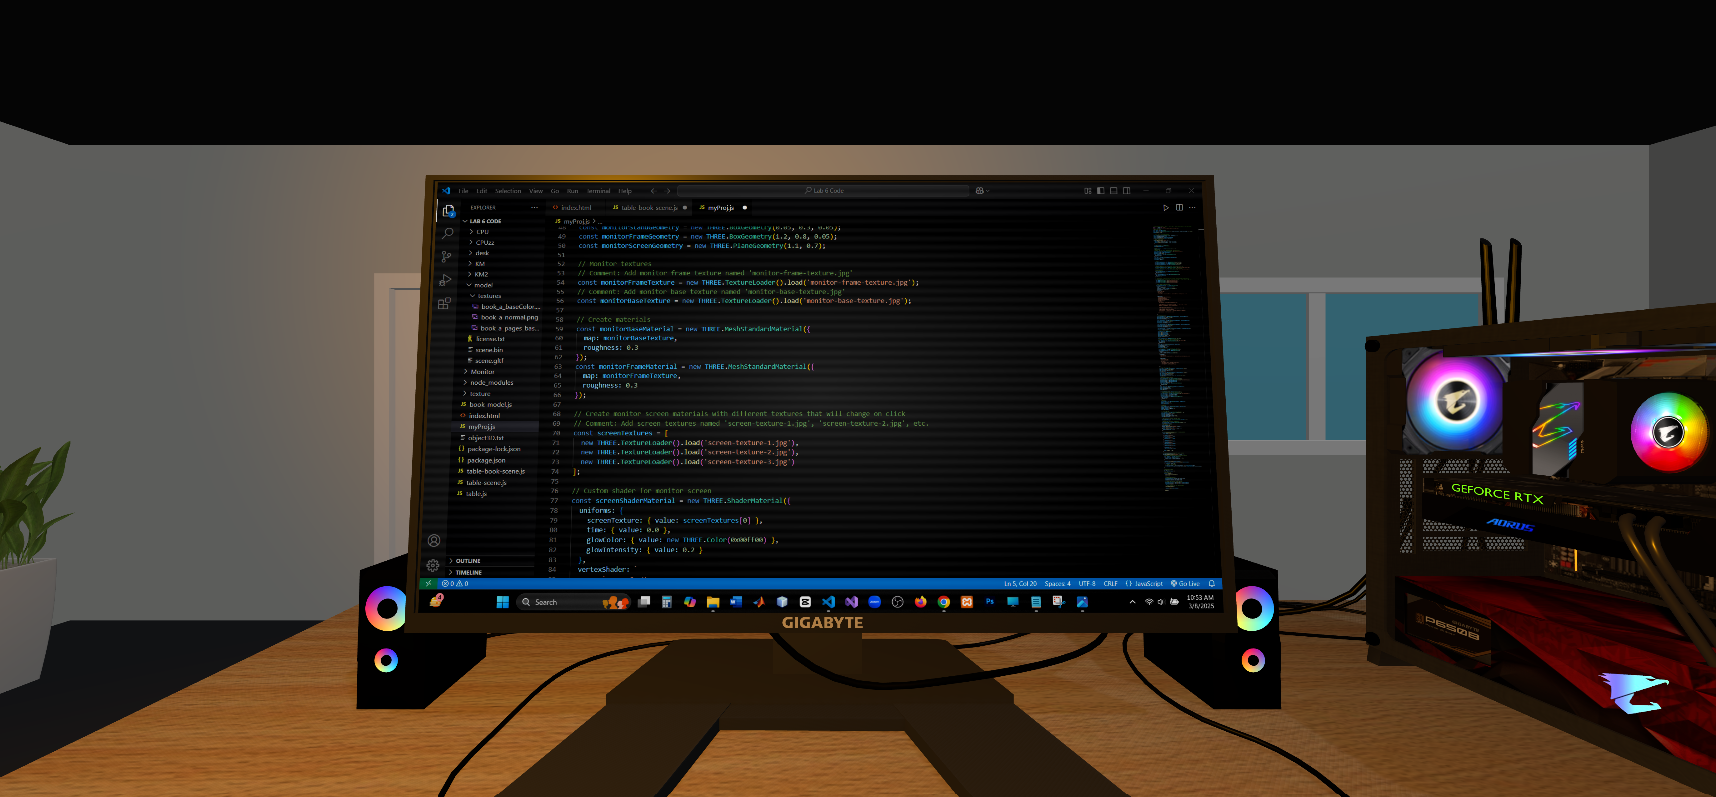 File Edit Selection View Go Run Terminal Help
Lab 6 Code
EXPLORER
index.html
table-book-scene.js
myProj.js
LAB 6 CODE
myProj.js > ...
CPU
CPUzz
desk
KM
KM2
model
textures
book_a_baseColor....
book_a_normal.png
book_a_pages_bas...
license.txt
scene.bin
scene.gltf
Monitor
node_modules
texture
book_model.js
index.html
myProj.js
object3D.txt
package-lock.json
package.json
table-book-scene.js
table-scene.js
table.js
OUTLINE
TIMELINE
49 const monitorFrameGeometry = new THREE.BoxGeometry(1.2, 0.8, 0.05);
50 const monitorScreenGeometry = new THREE.PlaneGeometry(1.1, 0.7);
51
52 // Monitor textures
53 // Comment: Add monitor frame texture named 'monitor-frame-texture.jpg'
54 const monitorFrameTexture = new THREE.TextureLoader().load('monitor-frame-texture.jpg');
55 // Comment: Add monitor base texture named 'monitor-base-texture.jpg'
56 const monitorBaseTexture = new THREE.TextureLoader().load('monitor-base-texture.jpg');
57
58 // Create materials
59 const monitorBaseMaterial = new THREE.MeshStandardMaterial({
60 map: monitorBaseTexture,
61 roughness: 0.3
62 });
63 const monitorFrameMaterial = new THREE.MeshStandardMaterial({
64 map: monitorFrameTexture,
65 roughness: 0.3
66 });
67
68 // Create monitor screen materials with different textures that will change on click
69 // Comment: Add screen textures named 'screen-texture-1.jpg', 'screen-texture-2.jpg', etc.
70 const screenTextures = [
71 new THREE.TextureLoader().load('screen-texture-1.jpg'),
72 new THREE.TextureLoader().load('screen-texture-2.jpg'),
73 new THREE.TextureLoader().load('screen-texture-3.jpg')
74 ];
75
76 // Custom shader for monitor screen
77 const screenShaderMaterial = new THREE.ShaderMaterial({
78 uniforms: {
79 screenTexture: { value: screenTextures[0] },
80 time: { value: 0.0 },
81 glowColor: { value: new THREE.Color(0x00ff00) },
82 glowIntensity: { value: 0.2 }
83 },
84 vertexShader: `
0 0
Ln 5, Col 20 Spaces: 4 UTF-8 CRLF {} JavaScript Go Live
Search
10:53 AM
3/8/2025
GIGABYTE
GEFORCE RTX
AORUS
P650B